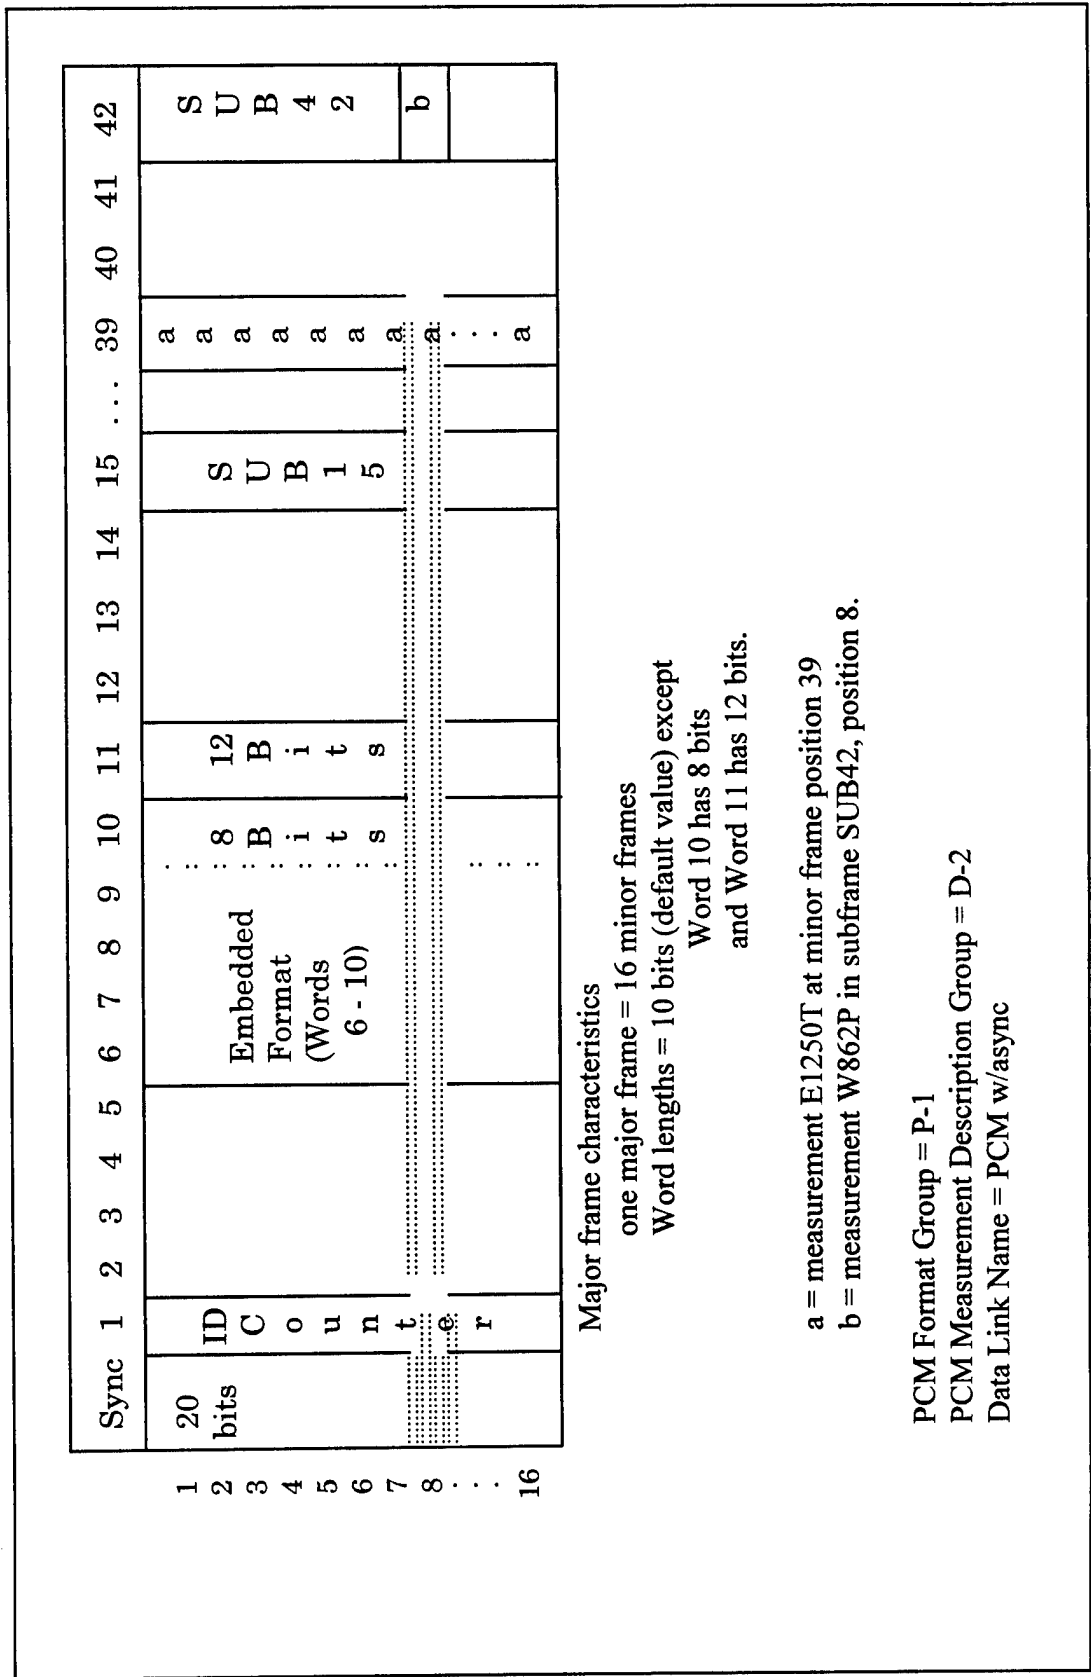 Sync 1 2 3 4 5 6 7 8 9 10 11 12 13 14 15 ... 39 40 41 42
1
2
3
4
5
6
7
8
...
16
20
bits
ID
C
o
u
n
t
e
r
Embedded
Format
(Words
6 - 10)
8
B
i
t
s
12
B
i
t
s
S
U
B
1
5
a
a
a
a
a
a
a
a
...
a
S
U
B
4
2
b
Major frame characteristics
one major frame = 16 minor frames
Word lengths = 10 bits (default value) except
Word 10 has 8 bits
and Word 11 has 12 bits.
a = measurement E1250T at minor frame position 39
b = measurement W862P in subframe SUB42, position 8.
PCM Format Group = P-1
PCM Measurement Description Group = D-2
Data Link Name = PCM w/async